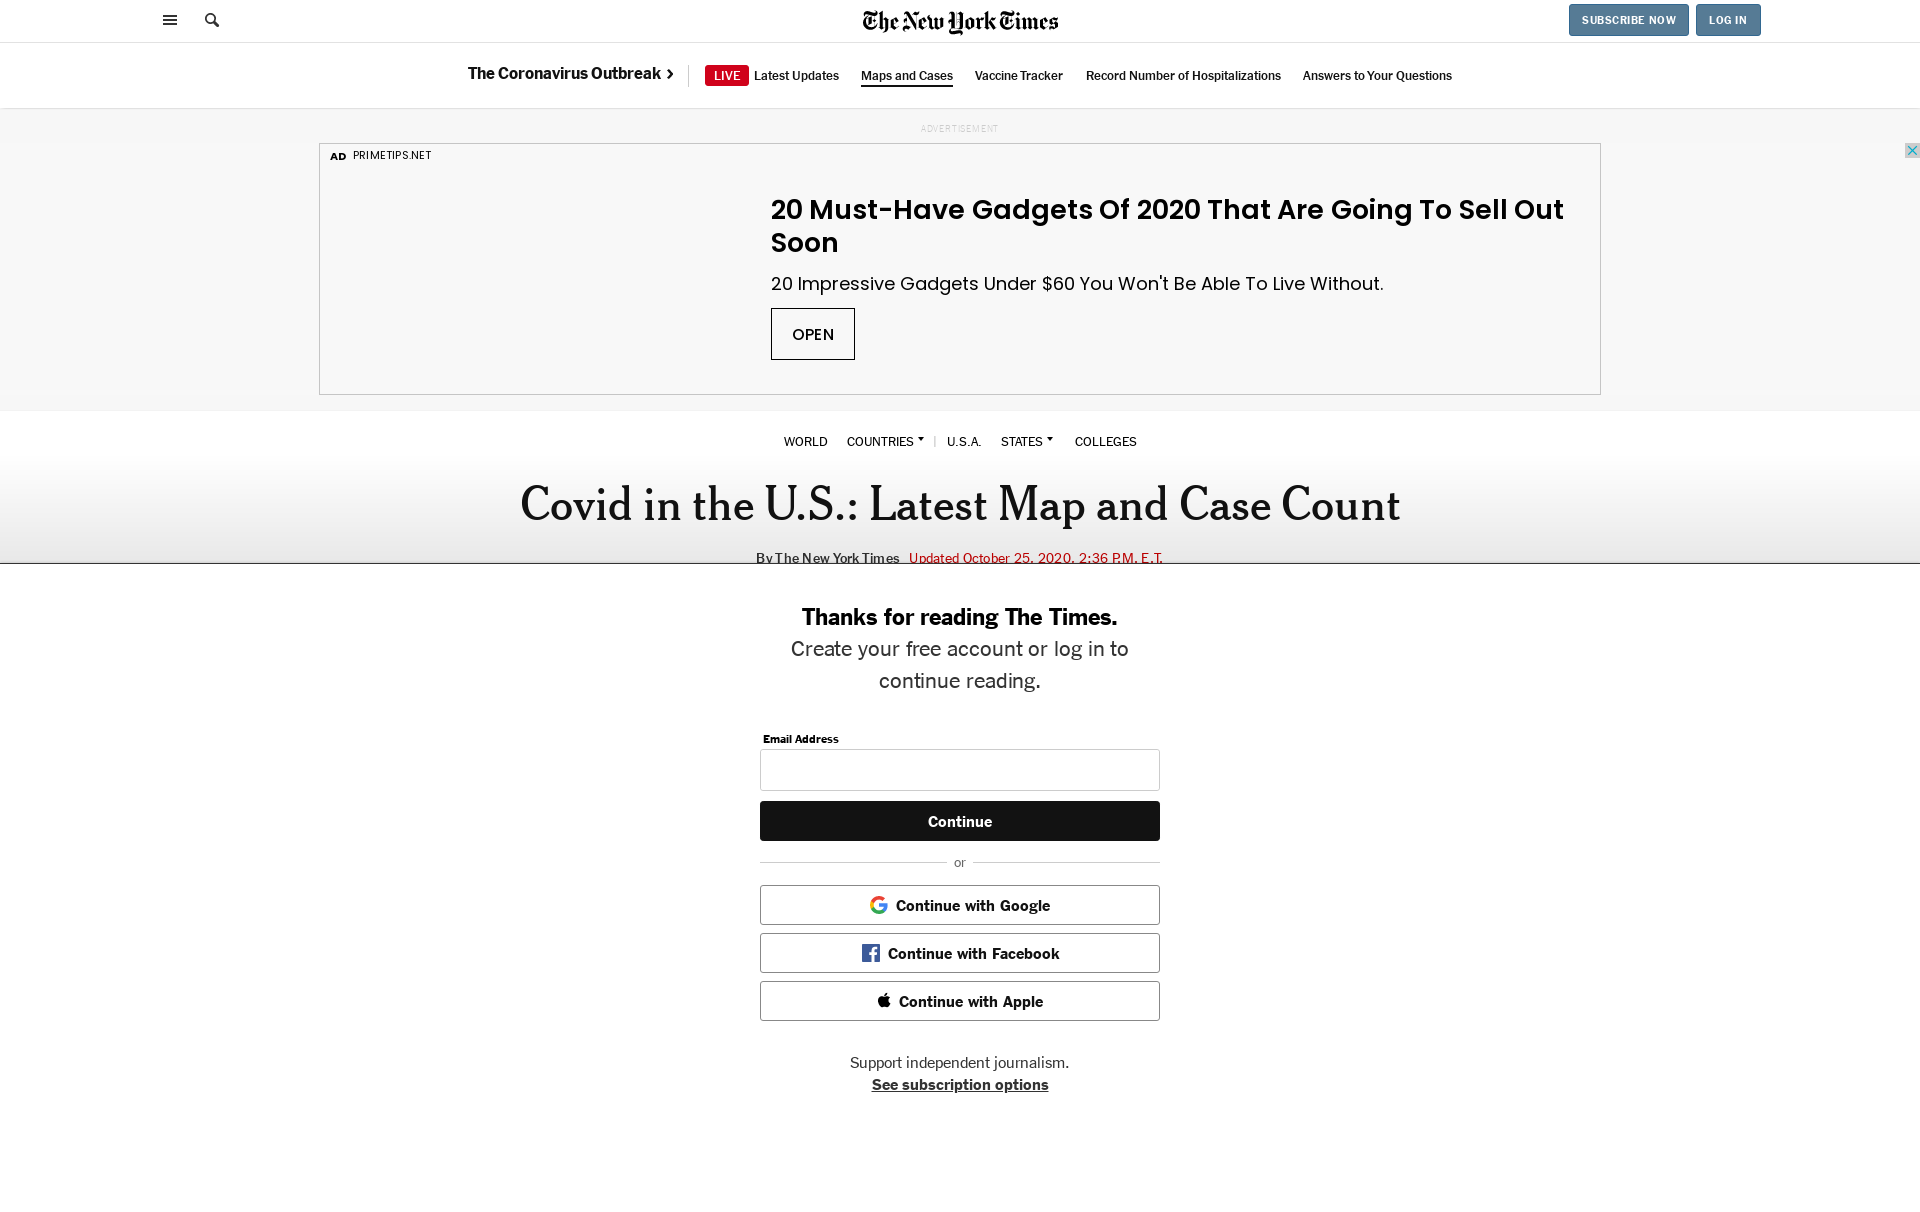 The New York Times
SUBSCRIBE NOW
LOG IN
The Coronavirus Outbreak
LIVE
Latest Updates
Maps and Cases
Vaccine Tracker
Record Number of Hospitalizations
Answers to Your Questions
ADVERTISEMENT
AD PRIMETIPS.NET
20 Must-Have Gadgets Of 2020 That Are Going To Sell Out
Soon
20 Impressive Gadgets Under $60 You Won't Be Able To Live Without.
OPEN
WORLD
COUNTRIES
U.S.A.
STATES
COLLEGES
Covid in the U.S.: Latest Map and Case Count
By The New York Times Updated October 25, 2020, 2:36 P.M. E.T.
Thanks for reading The Times.
Create your free account or log in to
continue reading.
Email Address
Continue
or
Continue with Google
Continue with Facebook
Continue with Apple
Support independent journalism.
See subscription options